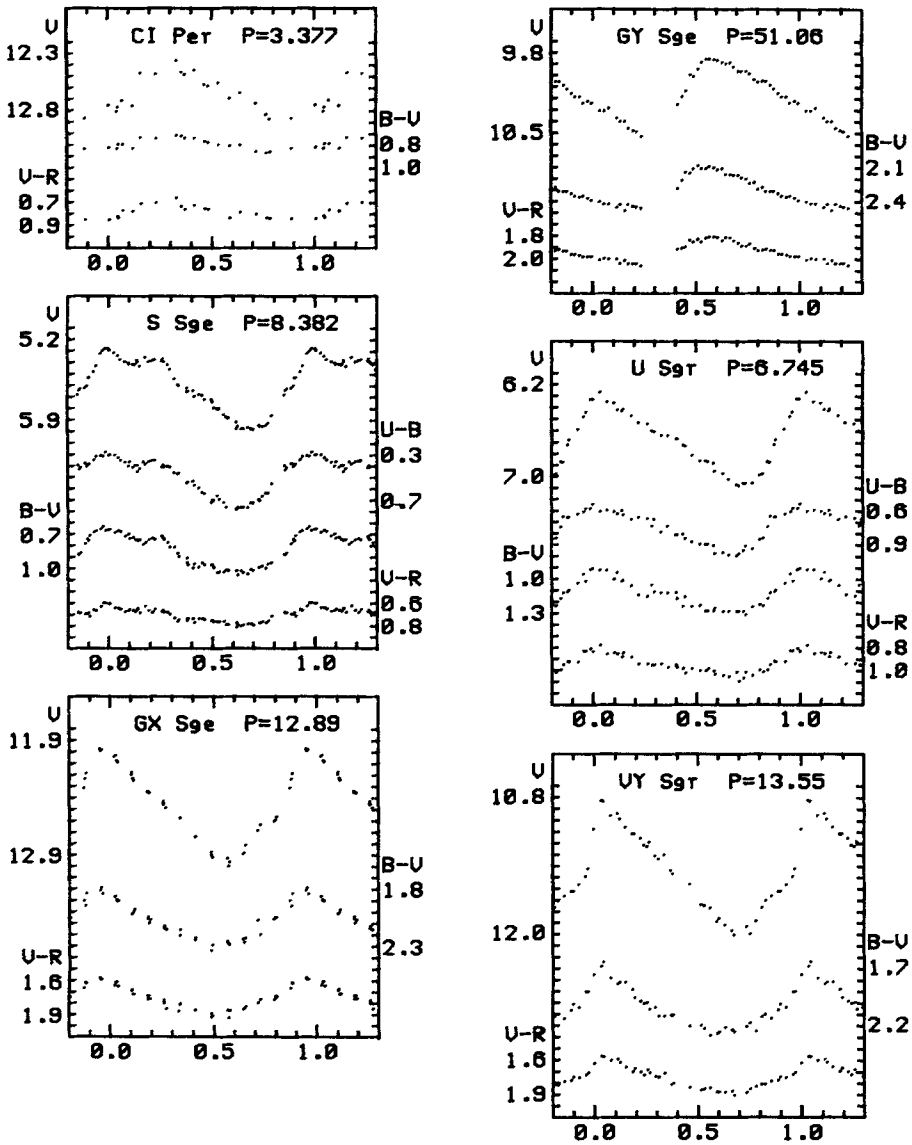 CI Per P=3.377
V
12.3
12.8
B-V
0.8
1.0
V-R
0.7
0.9
0.0 0.5 1.0
S Sge P=8.382
V
5.2
5.9
U-B
0.3
0.7
B-V
0.7
1.0
V-R
0.6
0.8
0.0 0.5 1.0
GX Sge P=12.89
V
11.9
12.9
B-V
1.8
2.3
V-R
1.6
1.9
0.0 0.5 1.0
GY Sge P=51.06
V
9.8
10.5
B-V
2.1
2.4
V-R
1.8
2.0
0.0 0.5 1.0
U Sgr P=6.745
V
6.2
7.0
U-B
0.6
0.9
B-V
1.0
1.3
V-R
0.8
1.0
0.0 0.5 1.0
VY Sgr P=13.55
V
10.8
12.0
B-V
1.7
2.2
V-R
1.6
1.9
0.0 0.5 1.0